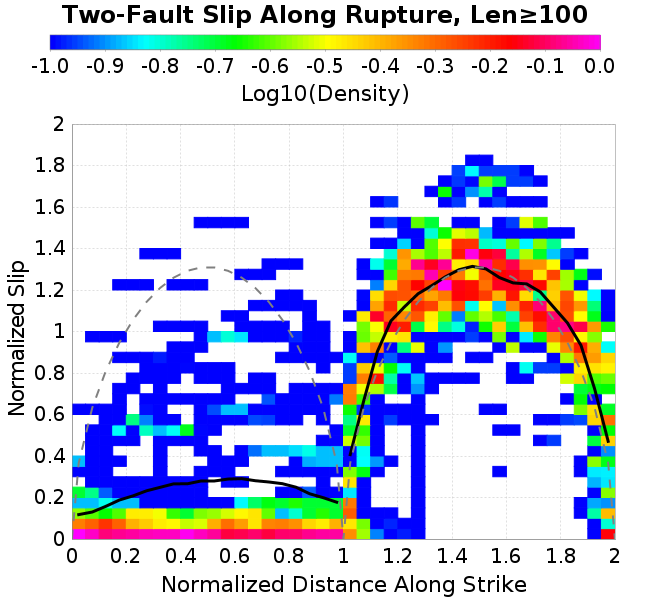 Two-Fault Slip Along Rupture, Len≥100
-1.0 -0.9 -0.8 -0.7 -0.6 -0.5 -0.4 -0.3 -0.2 -0.1 0.0
Log10(Density)
Normalized Slip
2
1.8
1.6
1.4
1.2
1
0.8
0.6
0.4
0.2
0
0 0.2 0.4 0.6 0.8 1 1.2 1.4 1.6 1.8 2
Normalized Distance Along Strike